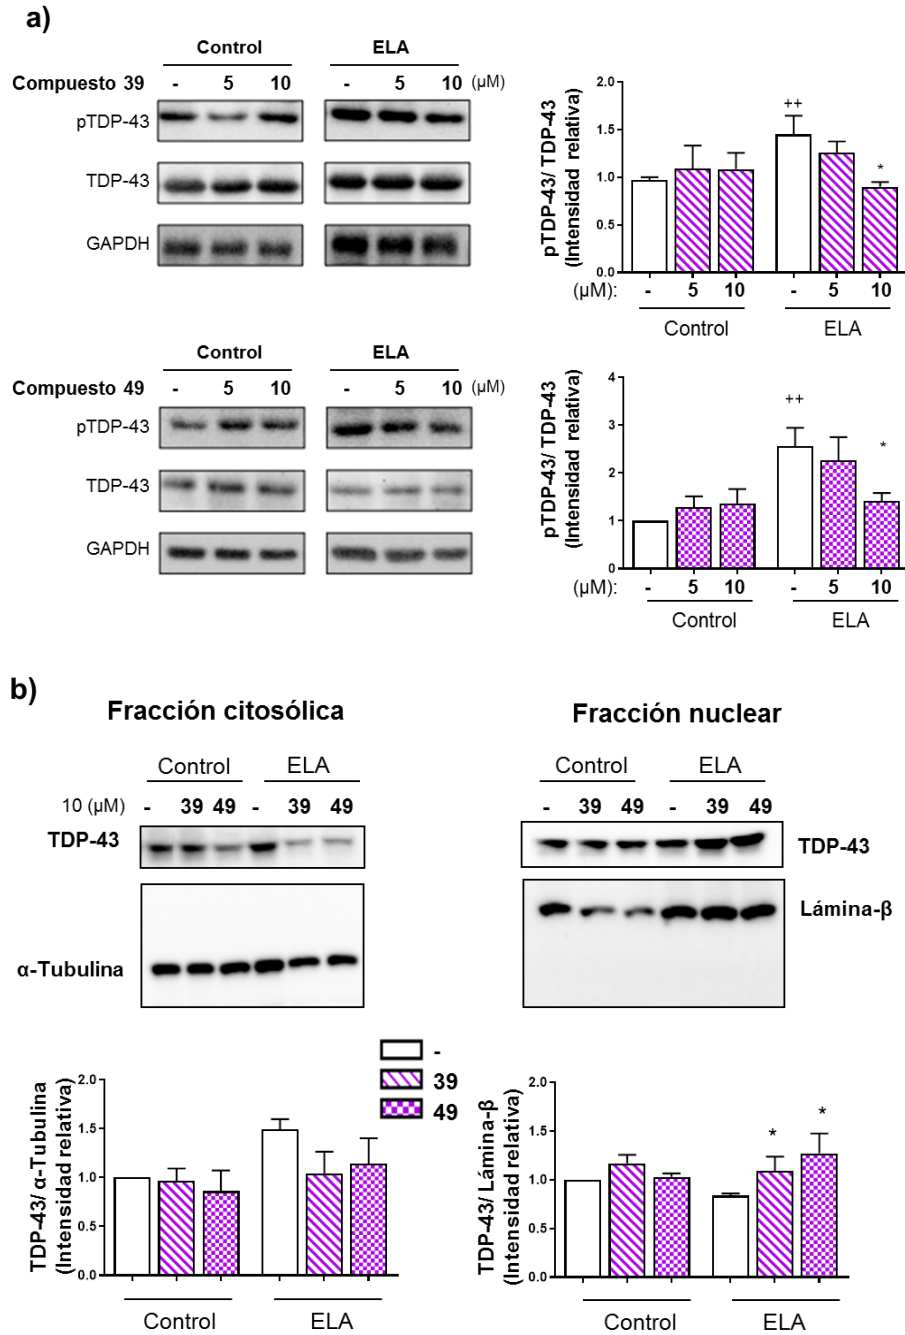 a)
Control
ELA
Compuesto 39
- 5 10
- 5 10 (µM)
pTDP-43
TDP-43
GAPDH
pTDP-43/ TDP-43
(Intensidad relativa)
2.0
1.5
1.0
0.5
0.0
++
*
(µM): - 5 10 - 5 10
Control ELA
Control
ELA
Compuesto 49
- 5 10
- 5 10 (µM)
pTDP-43
TDP-43
GAPDH
pTDP-43/ TDP-43
(Intensidad relativa)
4
3
2
1
0
++
*
(µM): - 5 10 - 5 10
Control ELA
b)
Fracción citosólica
Control ELA
10 (µM) - 39 49 - 39 49
TDP-43
α-Tubulina
Fracción nuclear
Control ELA
- 39 49 - 39 49
TDP-43
Lámina-β
-
39
49
TDP-43/ α-Tubulina
(Intensidad relativa)
2.0
1.5
1.0
0.5
0.0
Control ELA
TDP-43/ Lámina-β
(Intensidad relativa)
2.0
1.5
1.0
0.5
0.0
*
*
Control ELA